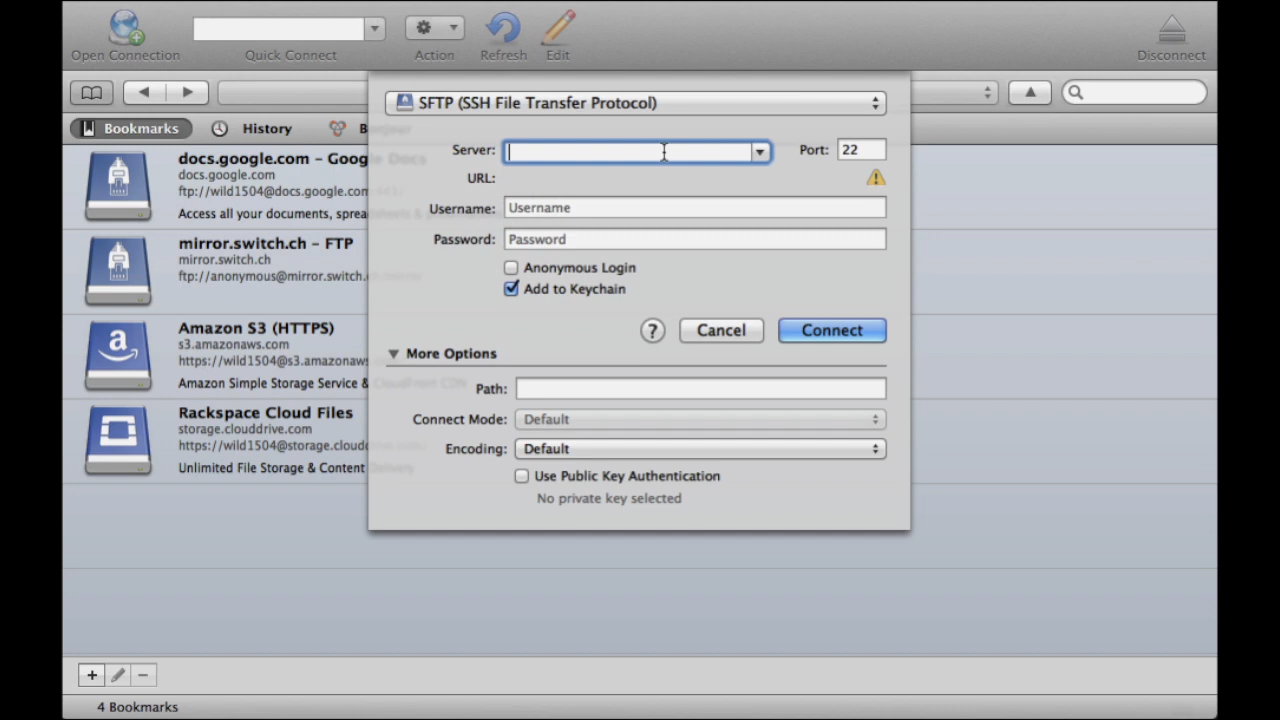 Open Connection
Quick Connect
Action
Refresh
Edit
Disconnect
Bookmarks
History
SFTP (SSH File Transfer Protocol)
Server:
Port: 22
URL:
Username: Username
Password: Password
Anonymous Login
Add to Keychain
? Cancel Connect
More Options
Path:
Connect Mode: Default
Encoding: Default
Use Public Key Authentication
No private key selected
docs.google.com – Google Docs
docs.google.com
ftp://wild1504@docs.google.com
Access all your documents,
mirror.switch.ch – FTP
mirror.switch.ch
ftp://anonymous@mirror.switch.
Amazon S3 (HTTPS)
s3.amazonaws.com
https://wild1504@s3.amazonaws
Amazon Simple Storage Service & CloudFront CDN
Rackspace Cloud Files
storage.clouddrive.com
https://wild1504@storage.cloud
Unlimited File Storage & Content Delivery
4 Bookmarks